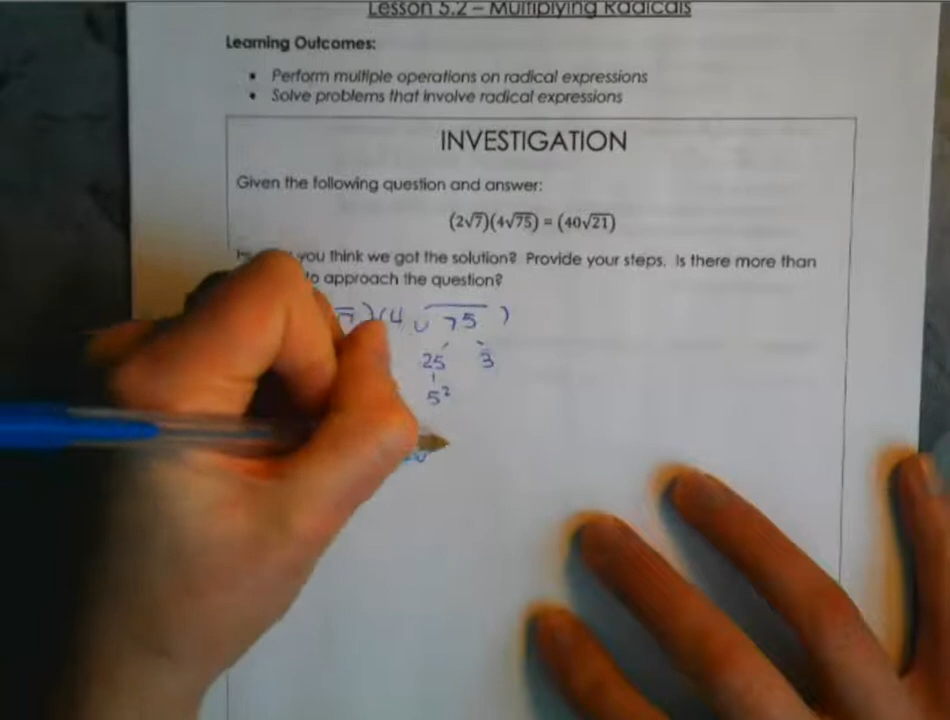 Lesson 5.2 – Multiplying Radicals
Learning Outcomes:
• Perform multiple operations on radical expressions
• Solve problems that involve radical expressions
INVESTIGATION
Given the following question and answer:
(2√7)(4√75) = (40√21)
you think we got the solution? Provide your steps. Is there more than
to approach the question?
)(4 √75 )
25 3
5²